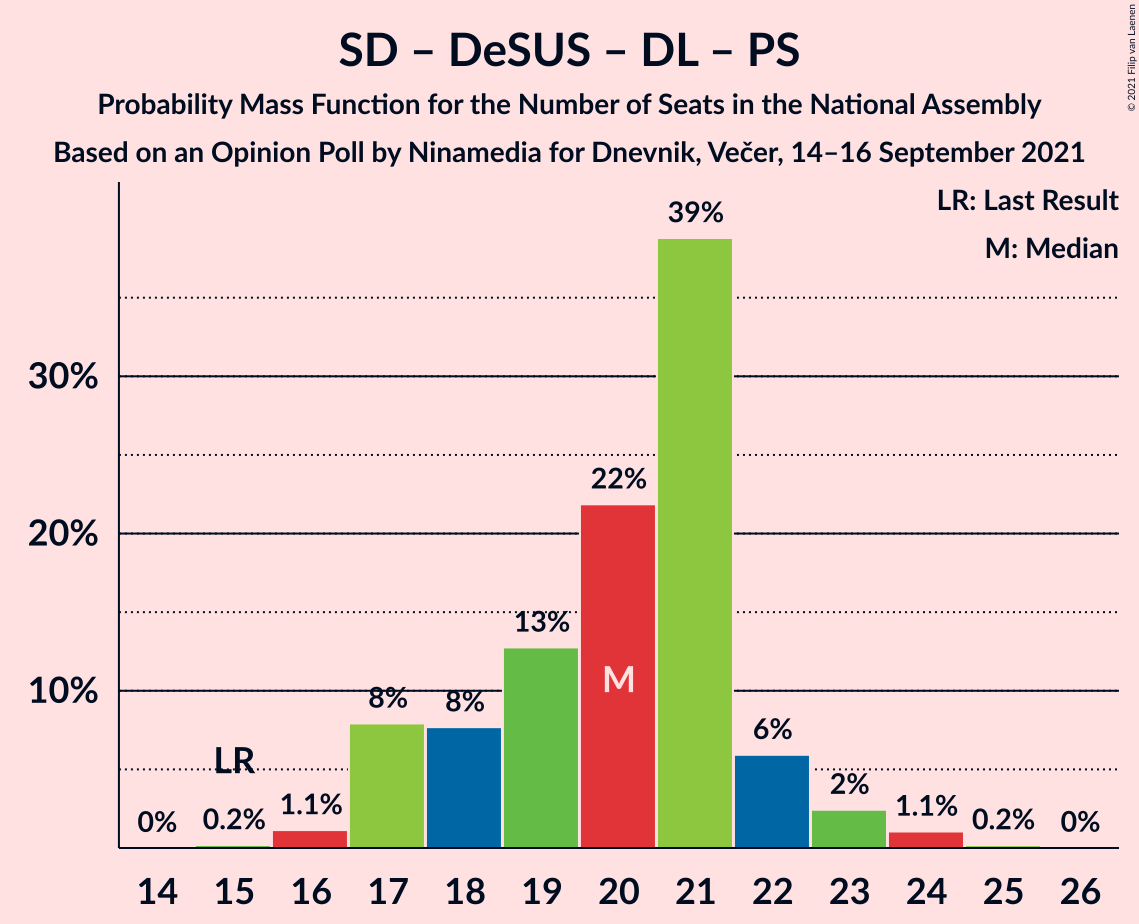 SD – DeSUS – DL – PS
Probability Mass Function for the Number of Seats in the National Assembly
Based on an Opinion Poll by Ninamedia for Dnevnik, Večer, 14–16 September 2021
© 2021 Filip van Laenen
LR: Last Result
M: Median
39%
30%
22%
20%
13%
M
10%
8%
8%
6%
LR
2%
0%
0.2%
1.1%
1.1%
0.2%
0%
14 15 16 17 18 19 20 21 22 23 24 25 26